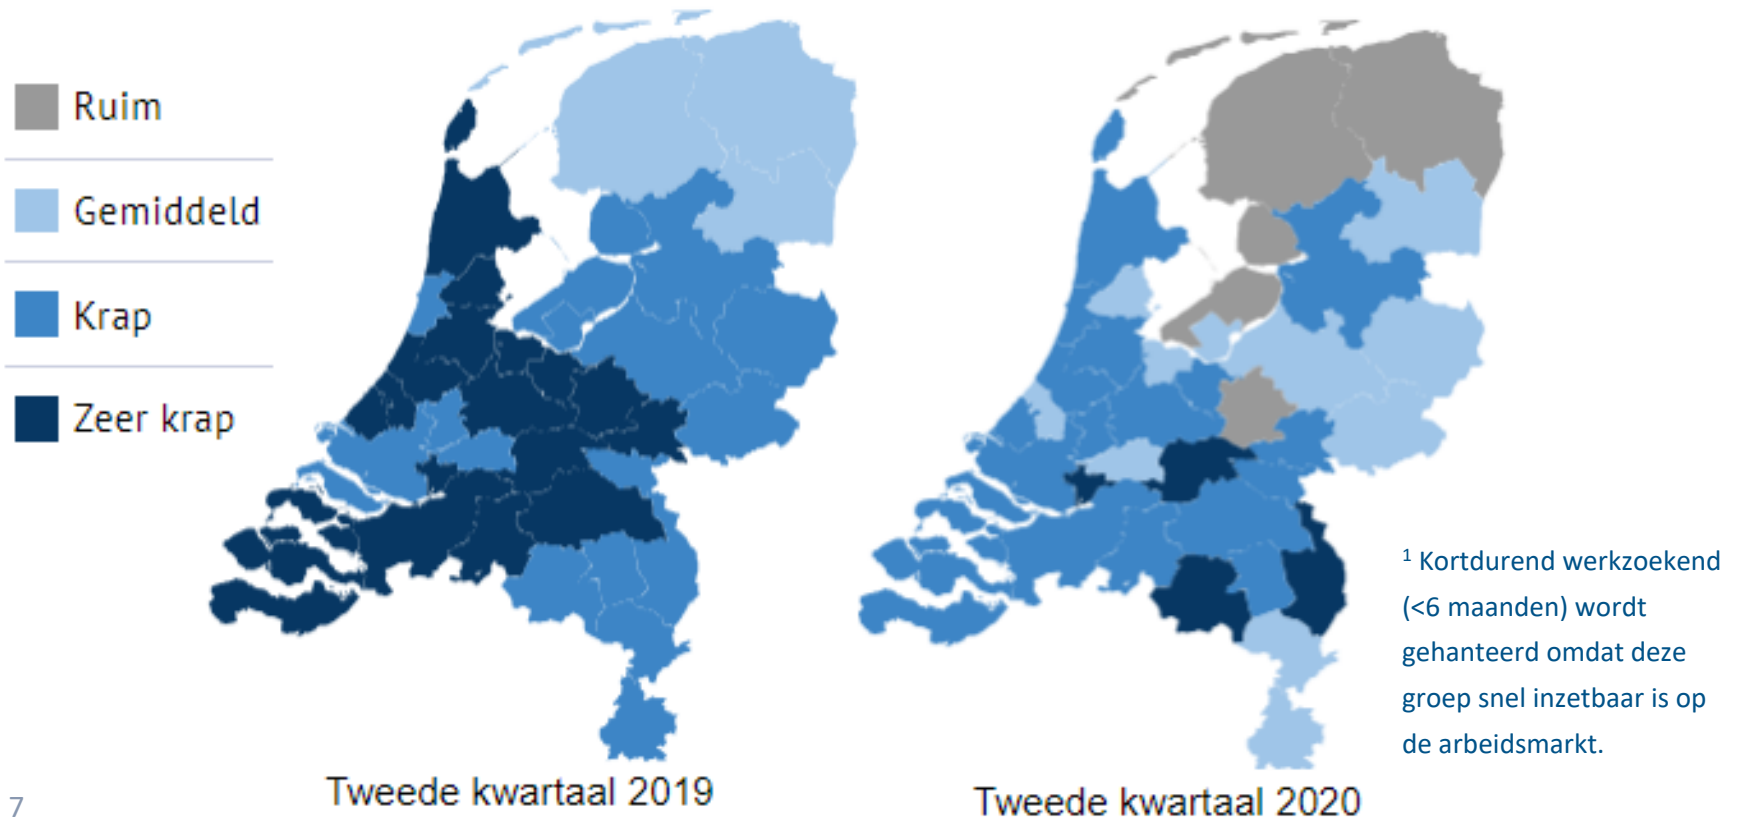 Ruim
Gemiddeld
Krap
Zeer krap
¹ Kortdurend werkzoekend
(<6 maanden) wordt
gehanteerd omdat deze
groep snel inzetbaar is op
de arbeidsmarkt.
Tweede kwartaal 2019
Tweede kwartaal 2020
7